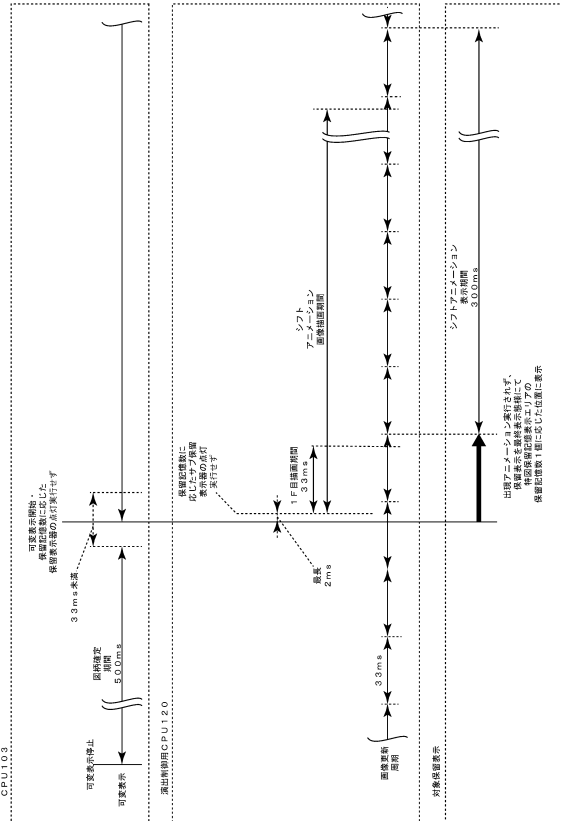 CPU103
可変表示停止
可変表示
図柄確定
期間
500ms
33ms未満
可変表示開始・
保留記憶数に応じた
保留表示器の点灯実行せず
演出制御用CPU120
保留記憶数に
応じたサブ保留
表示器の点灯
実行せず
最長
2ms
1F目描画期間
33ms
シフト
アニメーション
画像描画期間
画像更新
周期
33ms
対象保留表示
シフトアニメーション
表示期間
300ms
出現アニメーション実行されず、
保留表示を最終表示態様にて
特図保留記憶表示エリアの
保留記憶数1個に応じた位置に表示